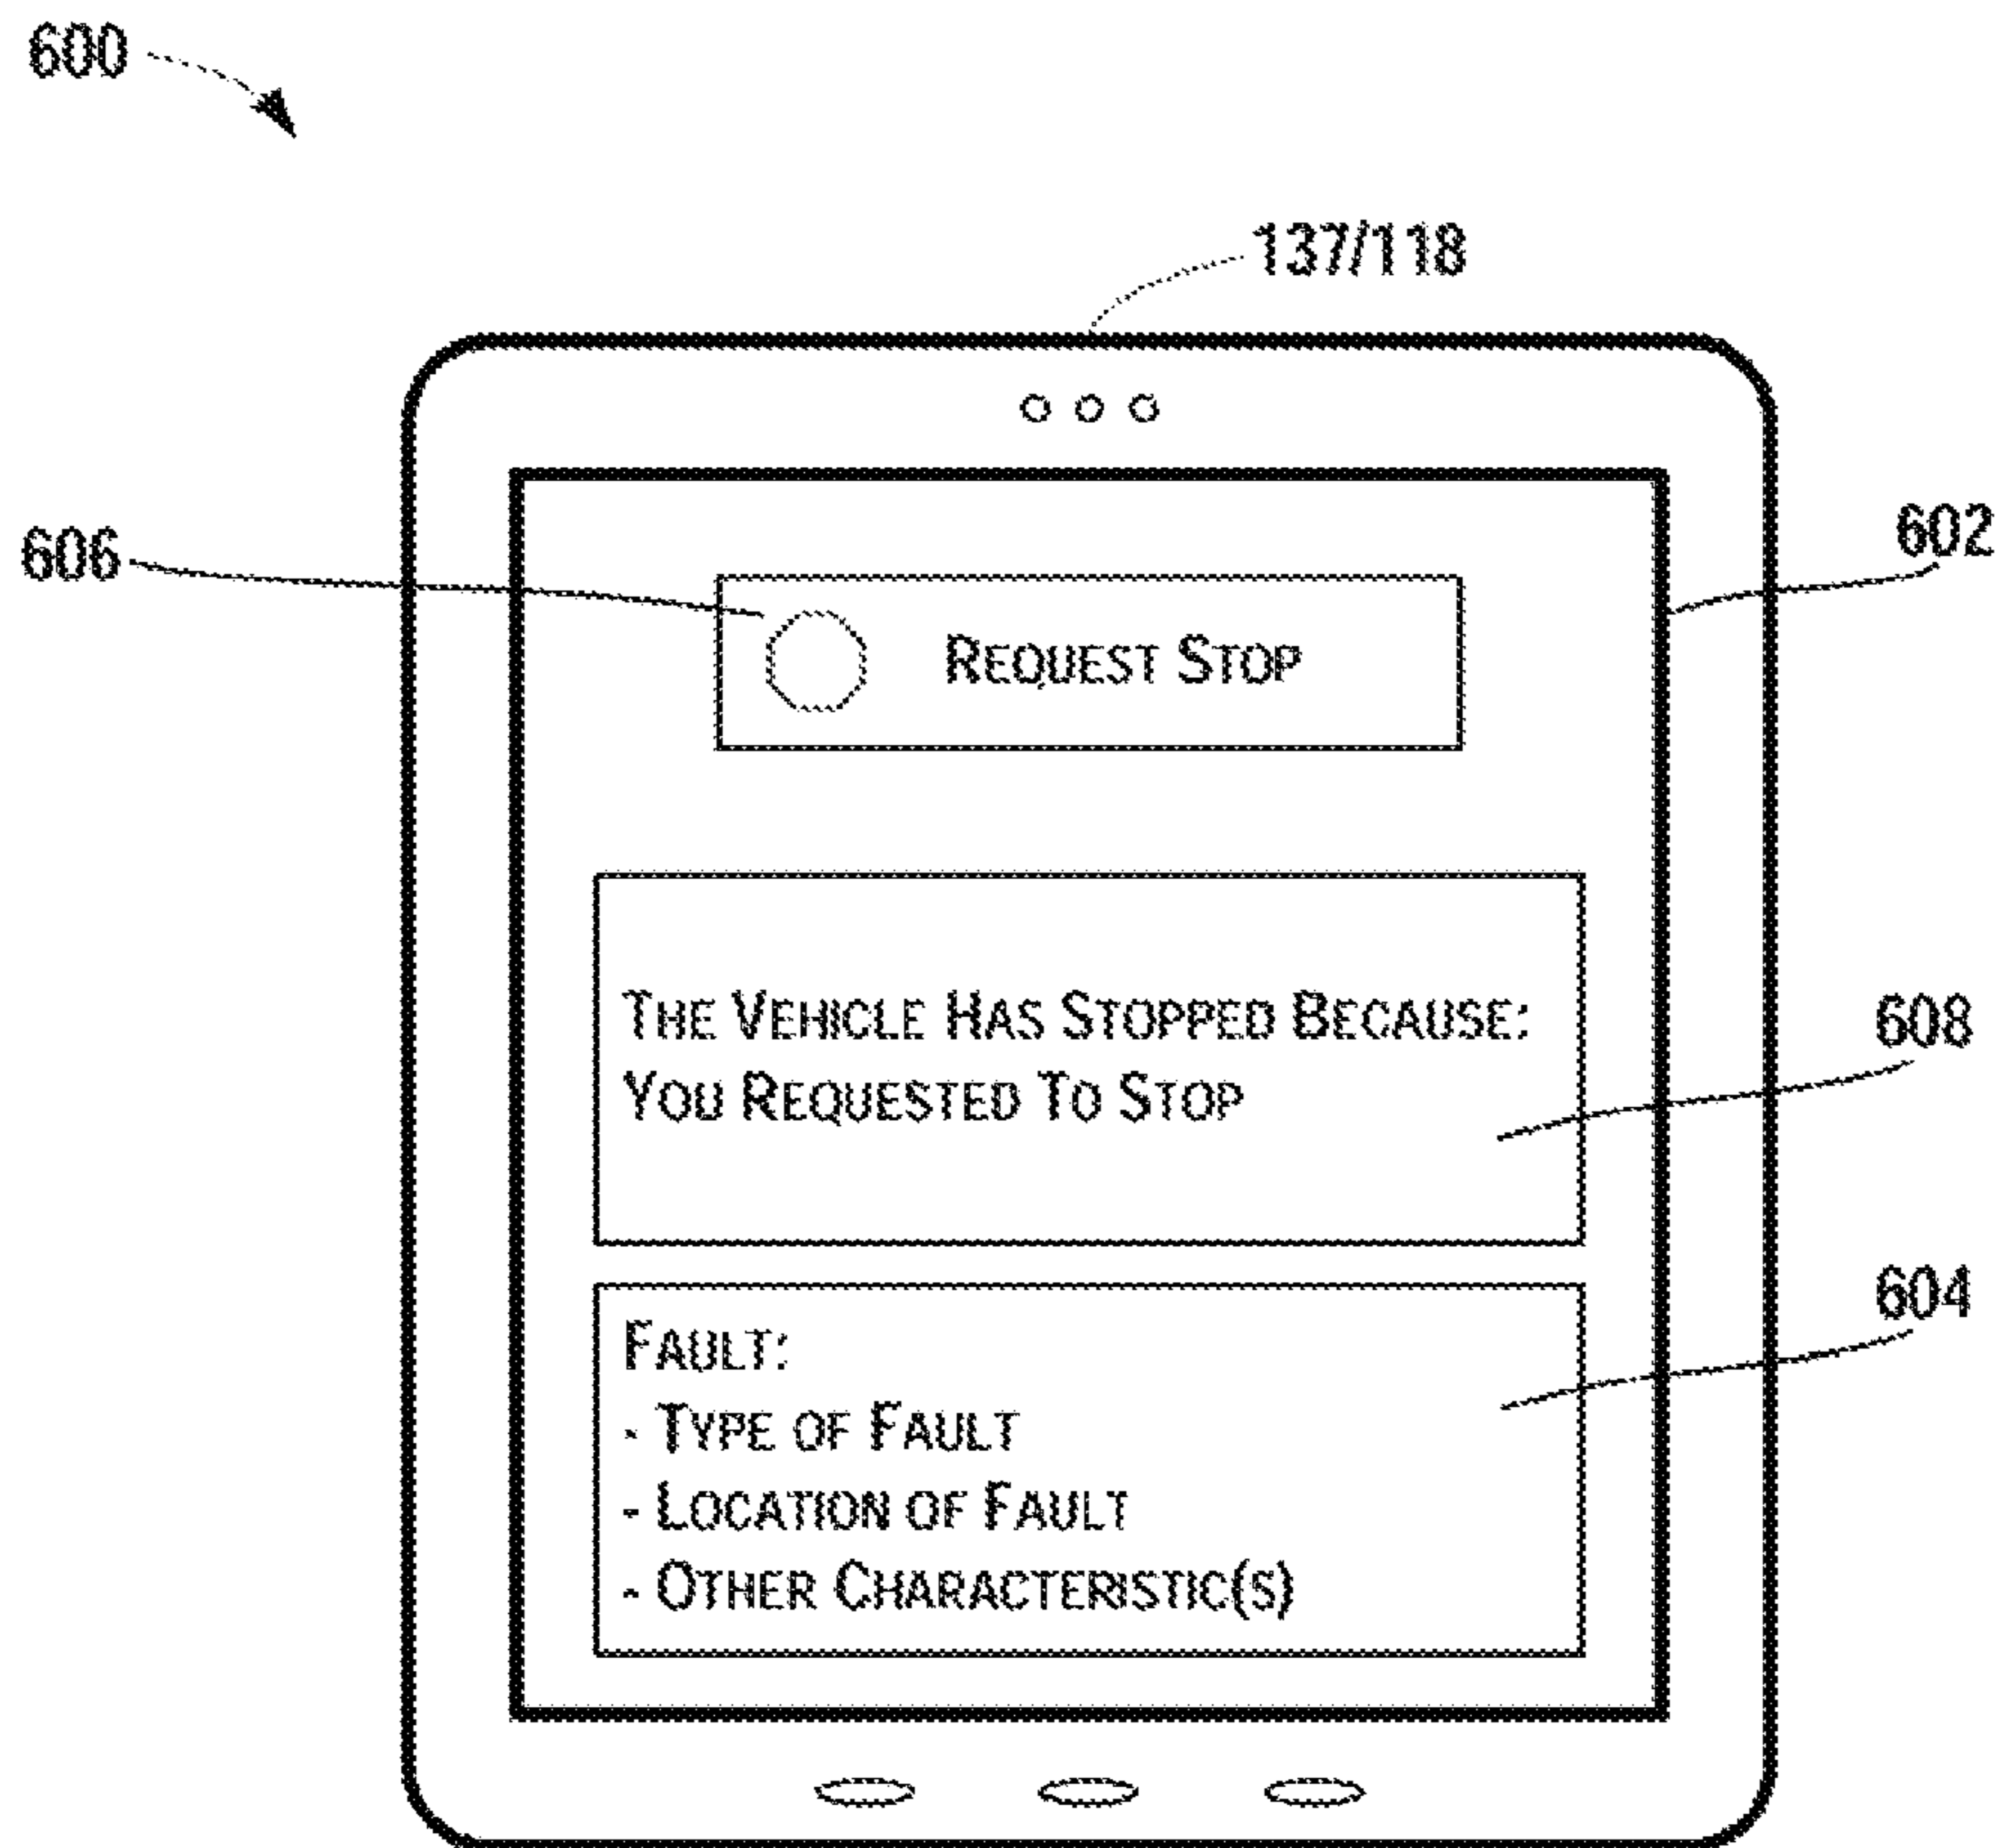 600
137/118
602
606
REQUEST STOP
THE VEHICLE HAS STOPPED BECAUSE:
YOU REQUESTED TO STOP
608
604
FAULT:
- TYPE OF FAULT
- LOCATION OF FAULT
- OTHER CHARACTERISTIC(S)